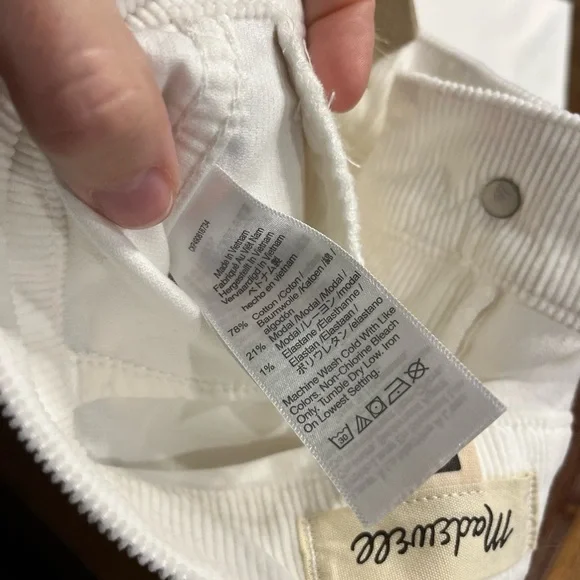 Made In Vietnam
Fabriqué Au Viêt Nam
Hergestellt In Vietnam
Vervaardigd In Vietnam
ベトナム製
hecho en vietnam
78% Cotton /Coton /
Baumwolle /Katoen /綿 /
algodón
21% Modal /Modal /Modal /
Modal /レーヨン /modal
1% Elastane /Élasthanne /
Elastan /Elastaan /
ポリウレタン /elastano
Machine Wash Cold With Like
Colors. Non-Chlorine Bleach
Only. Tumble Dry Low. Iron
On Lowest Setting.
30
Madewell